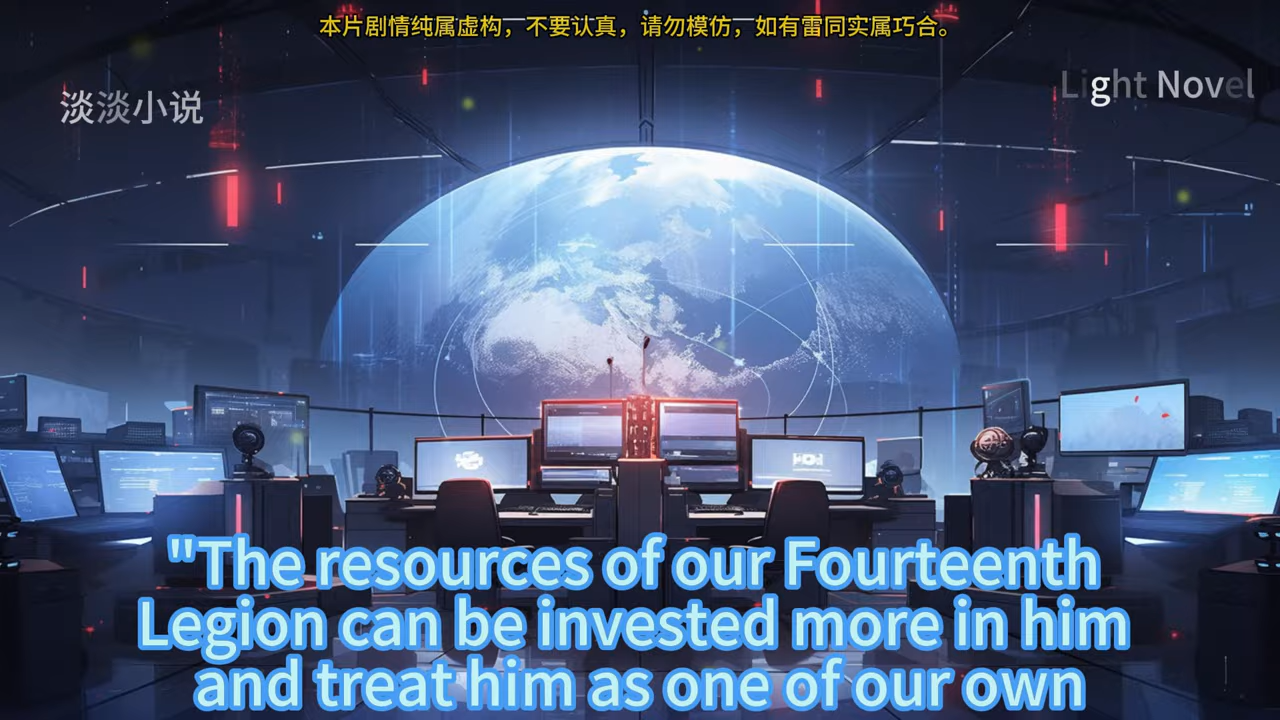 本片剧情纯属虚构，不要认真，请勿模仿，如有雷同实属巧合。
淡淡小说
Light Novel
"The resources of our Fourteenth
Legion can be invested more in him
and treat him as one of our own